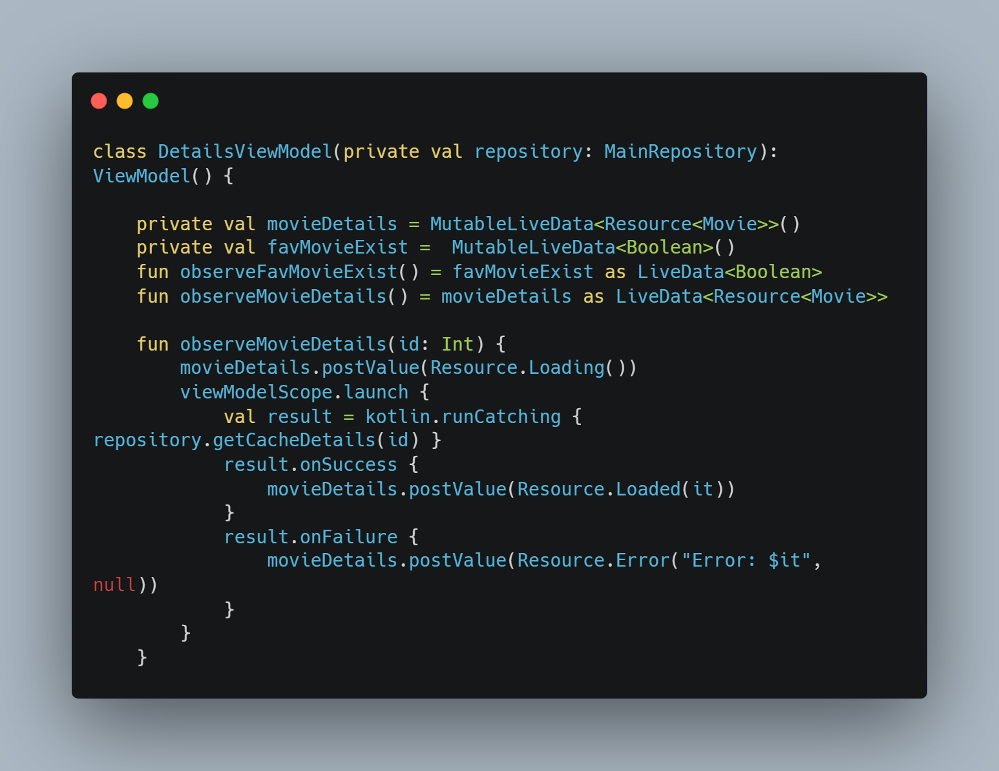 class DetailsViewModel(private val repository: MainRepository):
ViewModel() {

    private val movieDetails = MutableLiveData<Resource<Movie>>()
    private val favMovieExist =  MutableLiveData<Boolean>()
    fun observeFavMovieExist() = favMovieExist as LiveData<Boolean>
    fun observeMovieDetails() = movieDetails as LiveData<Resource<Movie>>

    fun observeMovieDetails(id: Int) {
        movieDetails.postValue(Resource.Loading())
        viewModelScope.launch {
            val result = kotlin.runCatching {
repository.getCacheDetails(id) }
            result.onSuccess {
                movieDetails.postValue(Resource.Loaded(it))
            }
            result.onFailure {
                movieDetails.postValue(Resource.Error("Error: $it",
null))
            }
        }
    }